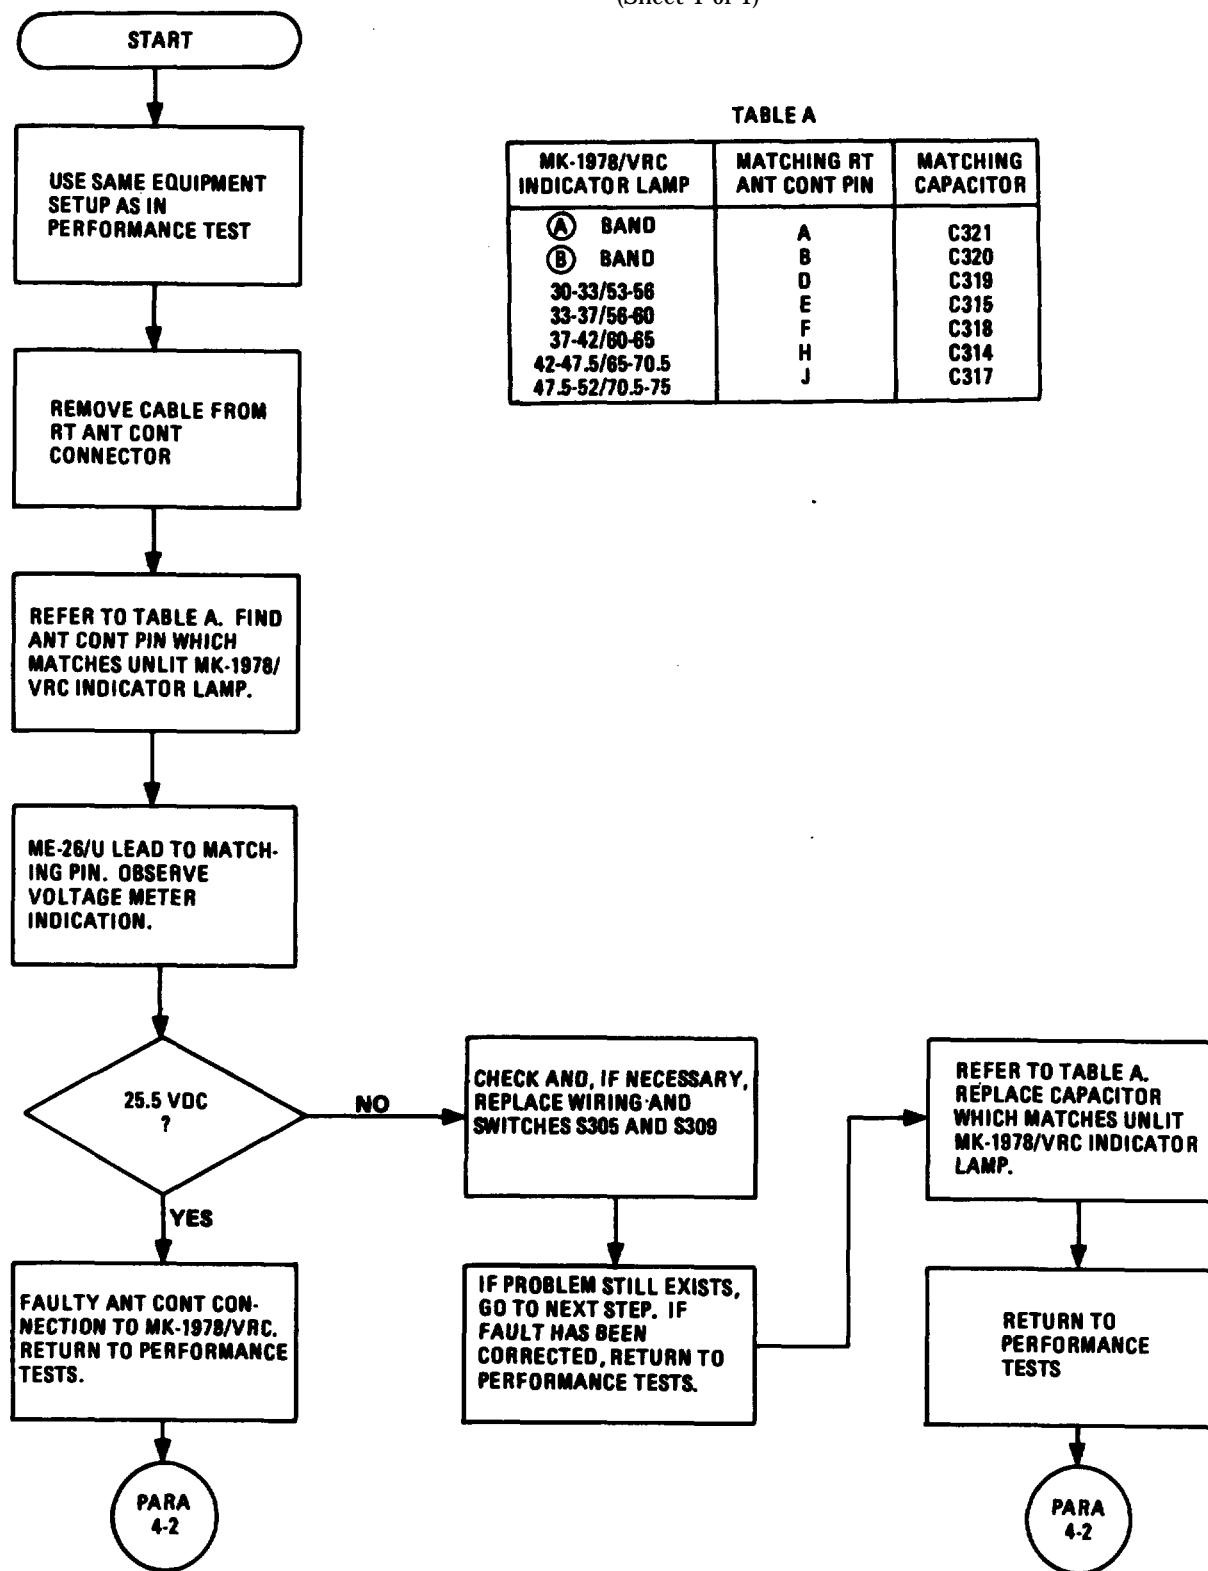 (Sheet 1 of 1)
START
USE SAME EQUIPMENT
SETUP AS IN
PERFORMANCE TEST
REMOVE CABLE FROM
RT ANT CONT
CONNECTOR
REFER TO TABLE A. FIND
ANT CONT PIN WHICH
MATCHES UNLIT MK-1978/
VRC INDICATOR LAMP.
ME-26/U LEAD TO MATCH-
ING PIN. OBSERVE
VOLTAGE METER
INDICATION.
25.5 VDC
?
NO
YES
FAULTY ANT CONT CON-
NECTION TO MK-1978/VRC.
RETURN TO PERFORMANCE
TESTS.
PARA
4-2
CHECK AND, IF NECESSARY,
REPLACE WIRING AND
SWITCHES S305 AND S309
IF PROBLEM STILL EXISTS,
GO TO NEXT STEP. IF
FAULT HAS BEEN
CORRECTED, RETURN TO
PERFORMANCE TESTS.
REFER TO TABLE A.
REPLACE CAPACITOR
WHICH MATCHES UNLIT
MK-1978/VRC INDICATOR
LAMP.
RETURN TO
PERFORMANCE
TESTS
PARA
4-2
TABLE A
MK-1978/VRC INDICATOR LAMP MATCHING RT ANT CONT PIN MATCHING CAPACITOR
A BAND A C321
B BAND B C320
30-33/53-56 D C319
33-37/56-60 E C315
37-42/60-65 F C318
42-47.5/65-70.5 H C314
47.5-52/70.5-75 J C317